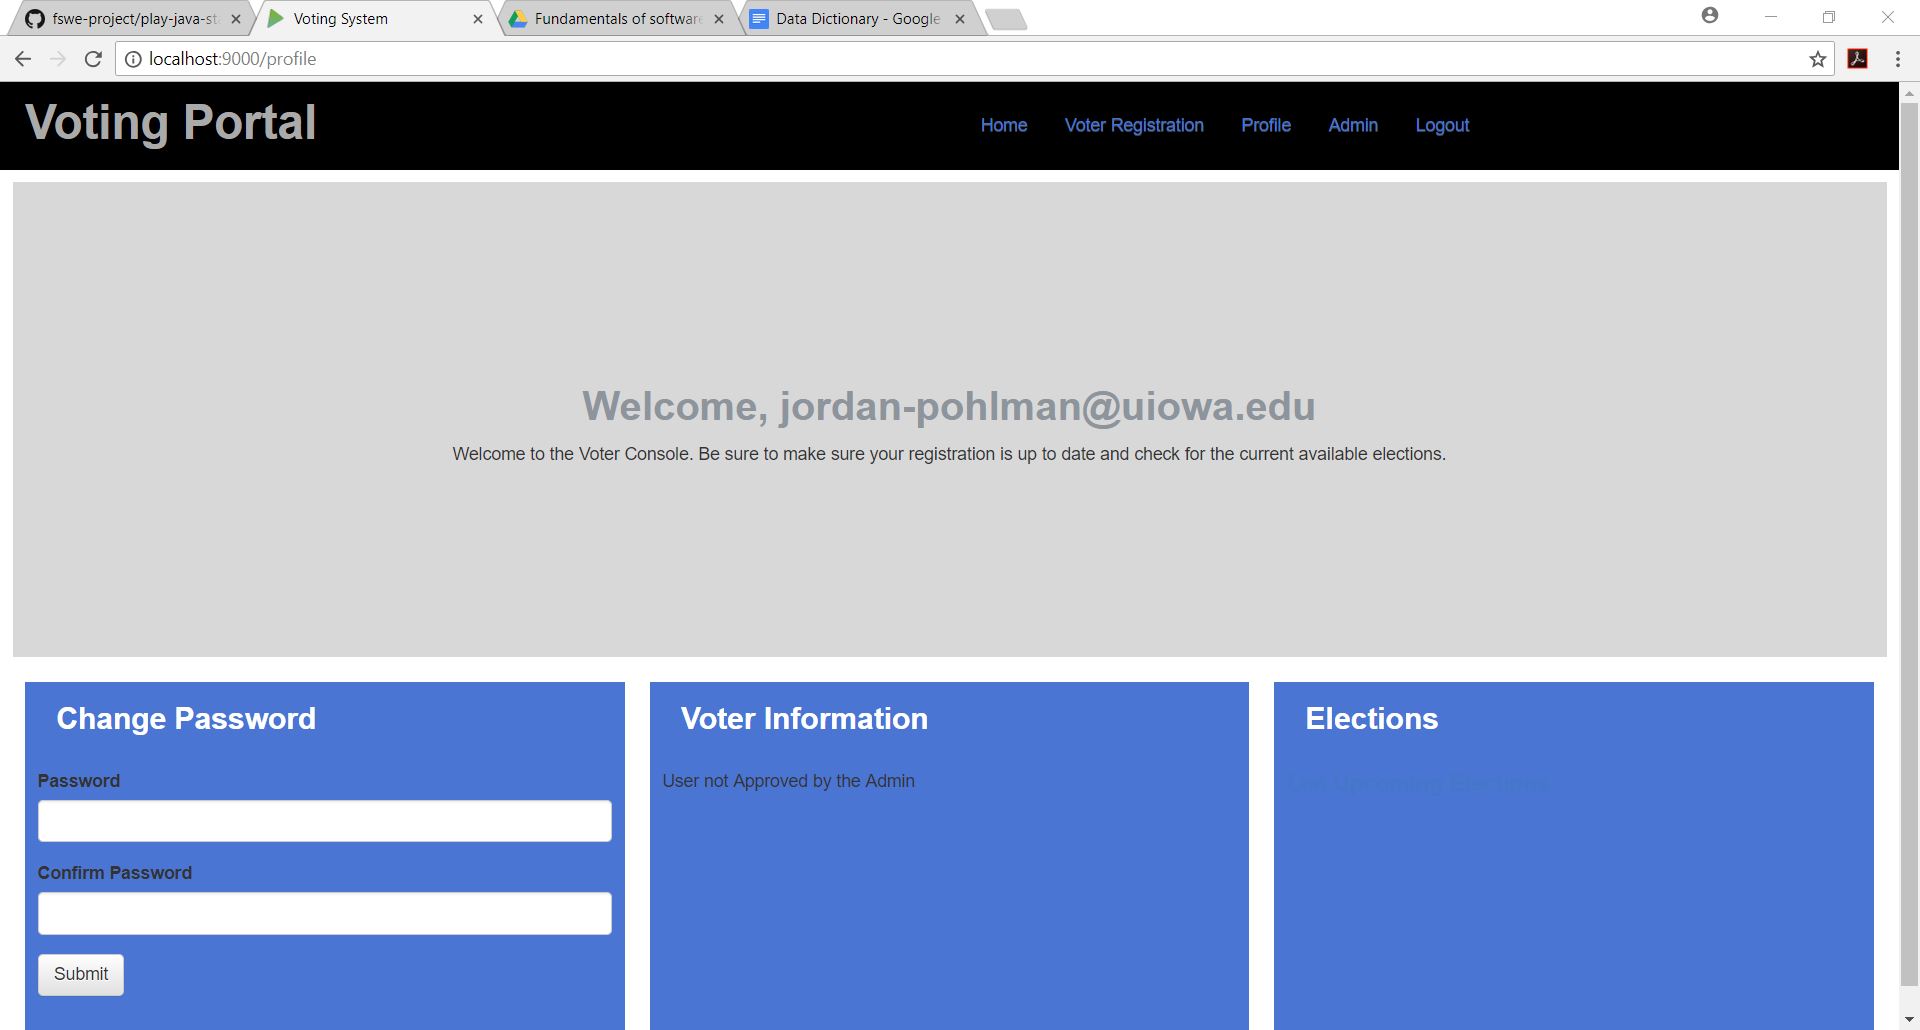 fswe-project/play-java-st
Voting System
Fundamentals of software
Data Dictionary - Google
localhost:9000/profile
Voting Portal
Home Voter Registration Profile Admin Logout
Welcome, jordan-pohlman@uiowa.edu
Welcome to the Voter Console. Be sure to make sure your registration is up to date and check for the current available elections.
Change Password
Voter Information
Elections
Password
User not Approved by the Admin
Upcoming Elections
Confirm Password
Submit